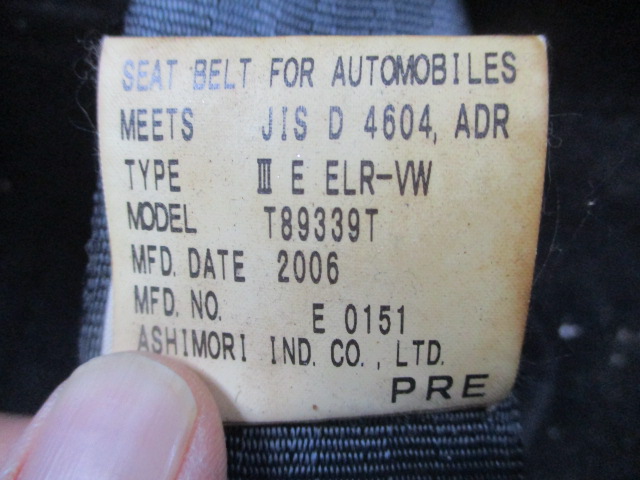 SEAT BELT FOR AUTOMOBILES
MEETS JIS D 4604, ADR
TYPE Ⅲ E ELR-VW
MODEL T89339T
MFD. DATE 2006
MFD. NO. E 0151
ASHIMORI IND. CO., LTD.
PRE